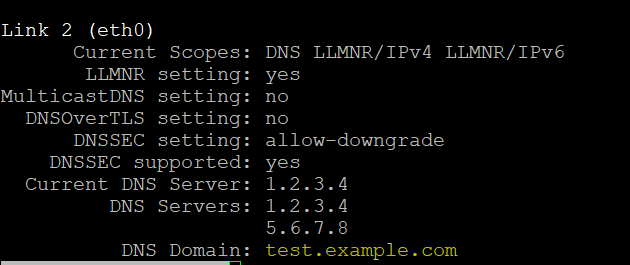 Link 2 (eth0)
Current Scopes: DNS LLMNR/IPv4 LLMNR/IPv6
LLMNR setting: yes
MulticastDNS setting: no
DNSOverTLS setting: no
DNSSEC setting: allow-downgrade
DNSSEC supported: yes
Current DNS Server: 1.2.3.4
DNS Servers: 1.2.3.4
5.6.7.8
DNS Domain: test.example.com